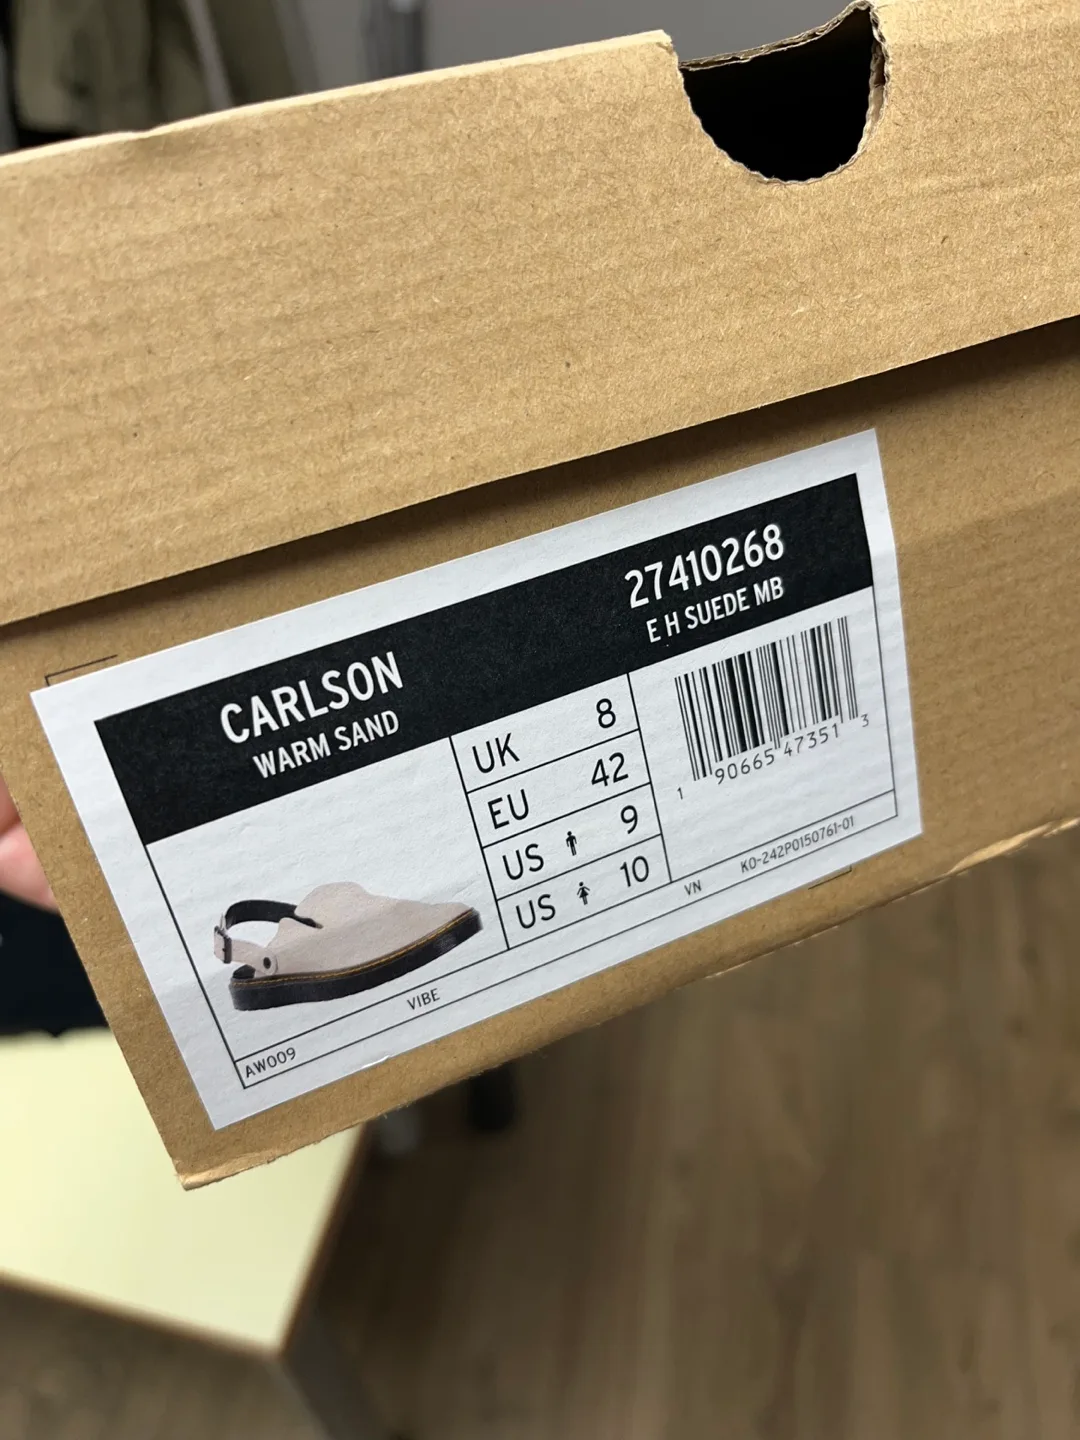 CARLSON
WARM SAND
27410268
E H SUEDE MB
UK 8
EU 42
US 9
US 10
1 90665 47351 3
AW009
VIBE
VN
K0-242P0150761-01